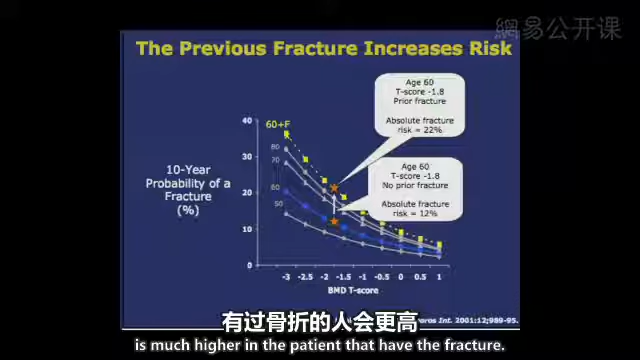 網易公开课
The Previous Fracture Increases Risk
Age 60
T-score -1.8
Prior fracture
Absolute fracture
risk = 22%
Age 60
T-score -1.8
No prior fracture
Absolute fracture
risk = 12%
10-Year
Probability of a
Fracture
(%)
40
30
20
10
0
60+F
80
70
60
50
-3 -2.5 -2 -1.5 -1 -0.5 0 0.5 1
BMD T-score
Int. 2001:12;989-95.
有过骨折的人会更高
is much higher in the patient that have the fracture.